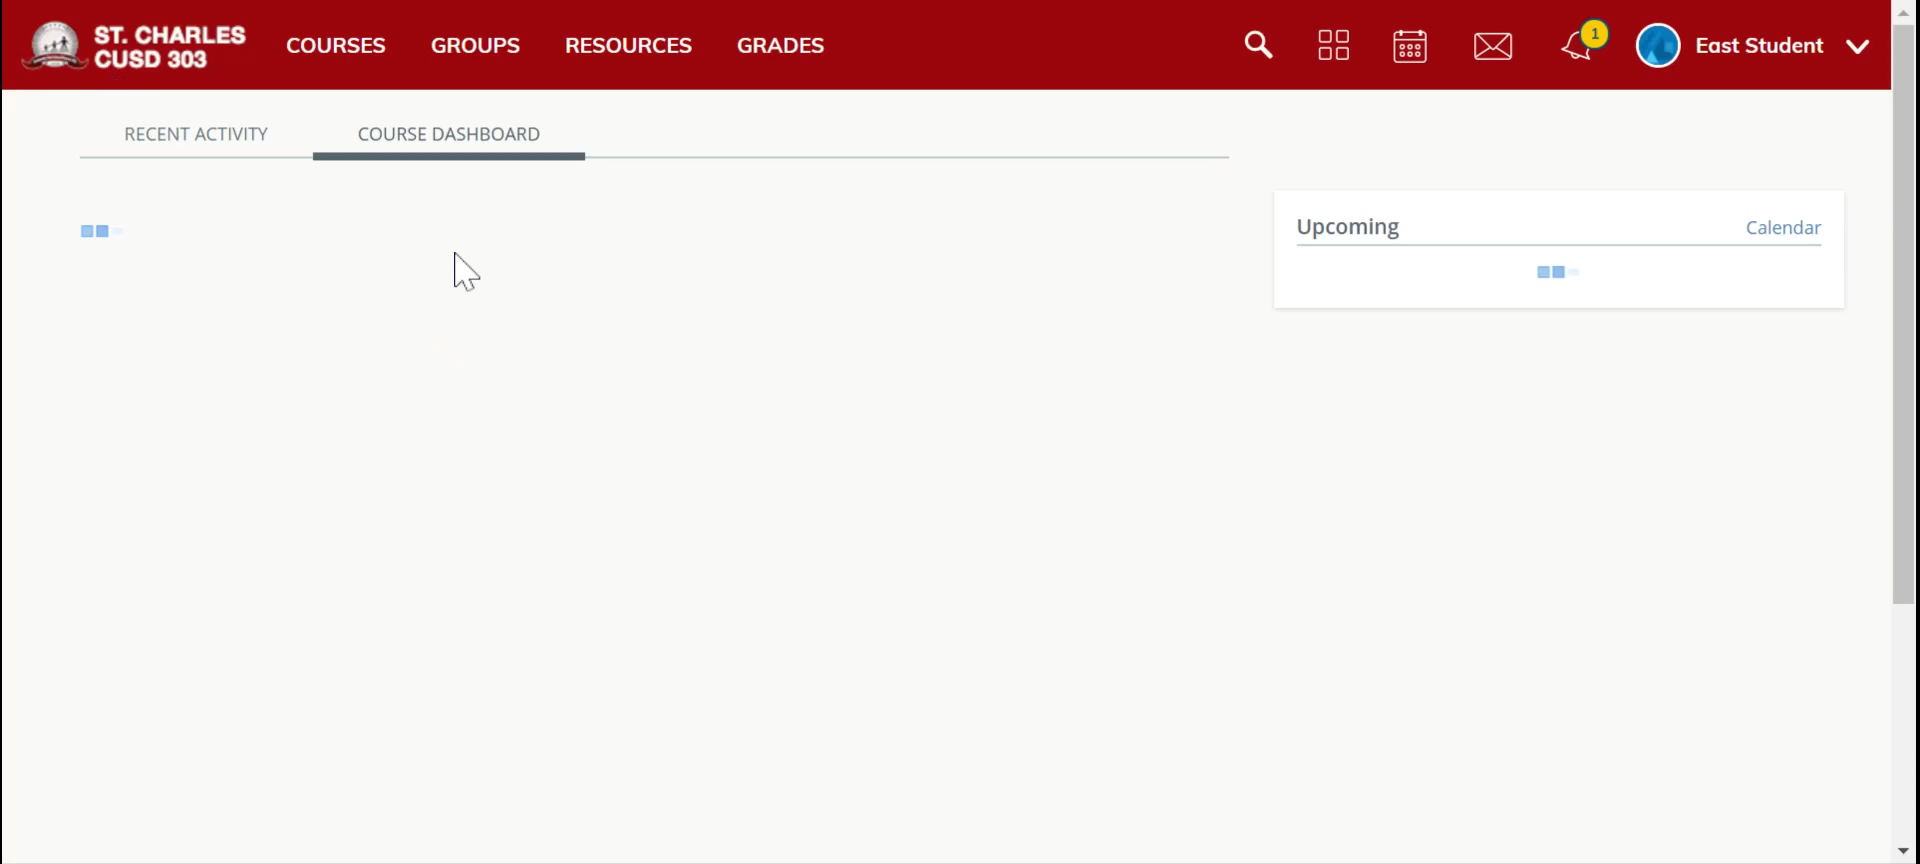 ST. CHARLES
CUSD 303
COURSES
GROUPS
RESOURCES
GRADES
1
East Student
RECENT ACTIVITY
COURSE DASHBOARD
Upcoming
Calendar